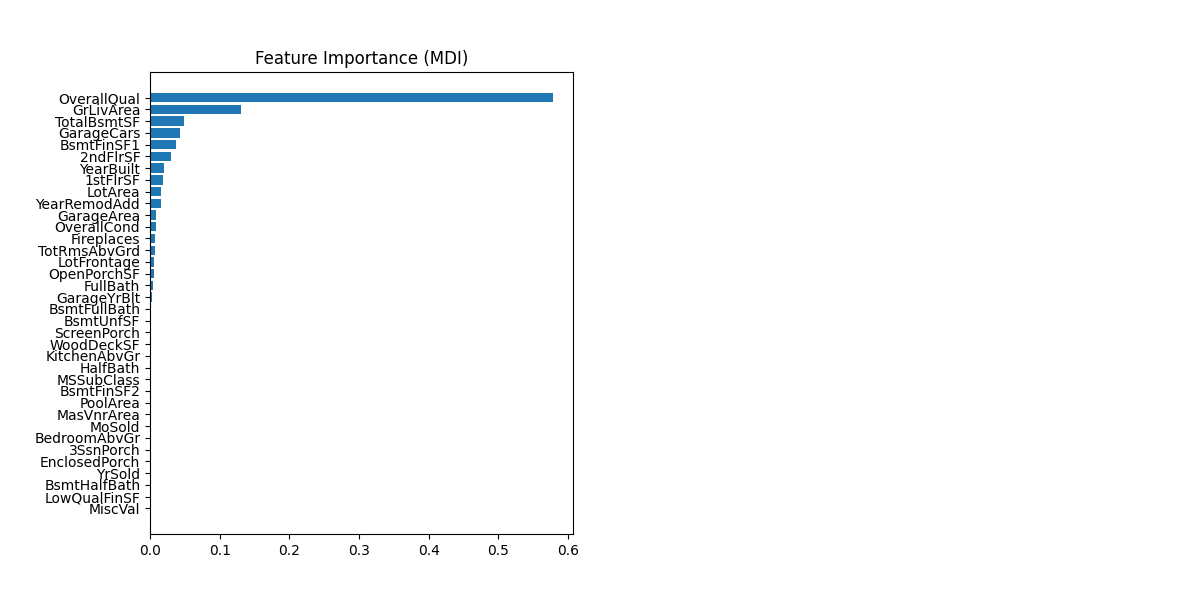 Feature Importance (MDI)
OverallQual
GrLivArea
TotalBsmtSF
GarageCars
BsmtFinSF1
2ndFlrSF
YearBuilt
1stFlrSF
LotArea
YearRemodAdd
GarageArea
OverallCond
Fireplaces
TotRmsAbvGrd
LotFrontage
OpenPorchSF
FullBath
GarageYrBlt
BsmtFullBath
BsmtUnfSF
ScreenPorch
WoodDeckSF
KitchenAbvGr
HalfBath
MSSubClass
BsmtFinSF2
PoolArea
MasVnrArea
MoSold
BedroomAbvGr
3SsnPorch
EnclosedPorch
YrSold
BsmtHalfBath
LowQualFinSF
MiscVal
0.0 0.1 0.2 0.3 0.4 0.5 0.6